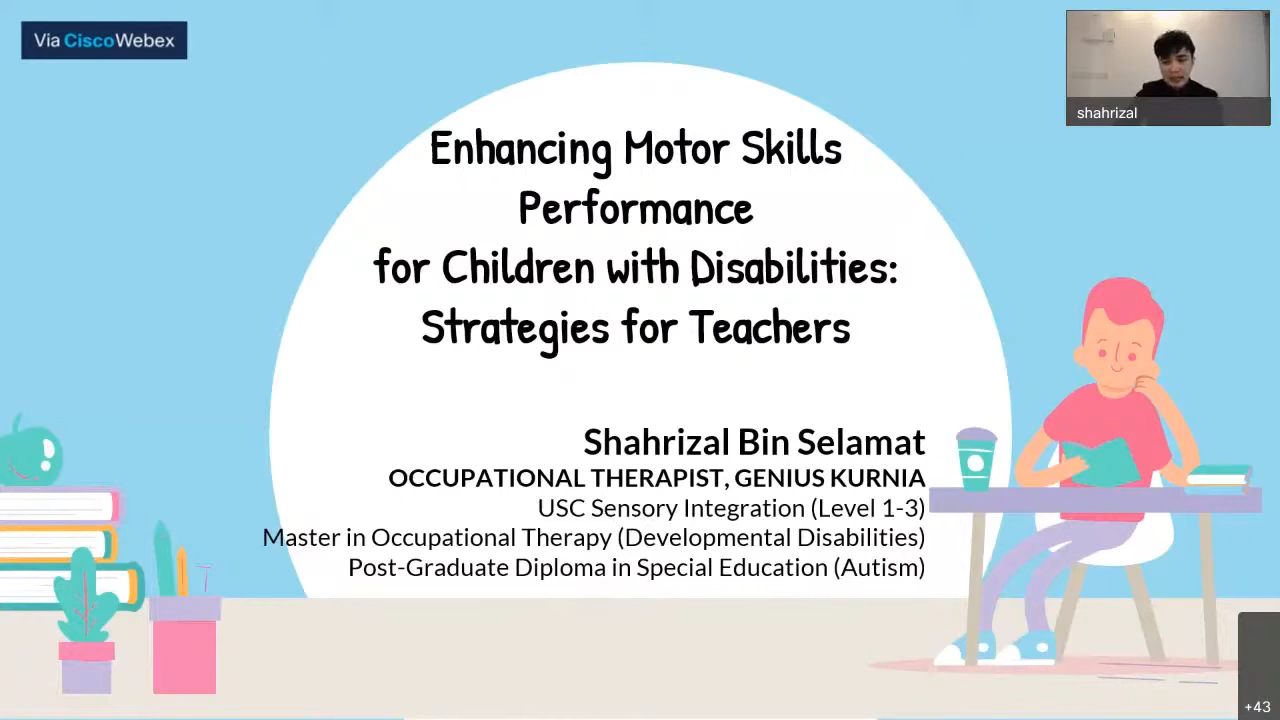 Via CiscoWebex
shahrizal
Enhancing Motor Skills
Performance
for Children with Disabilities:
Strategies for Teachers
Shahrizal Bin Selamat
OCCUPATIONAL THERAPIST, GENIUS KURNIA
USC Sensory Integration (Level 1-3)
Master in Occupational Therapy (Developmental Disabilities)
Post-Graduate Diploma in Special Education (Autism)
+43